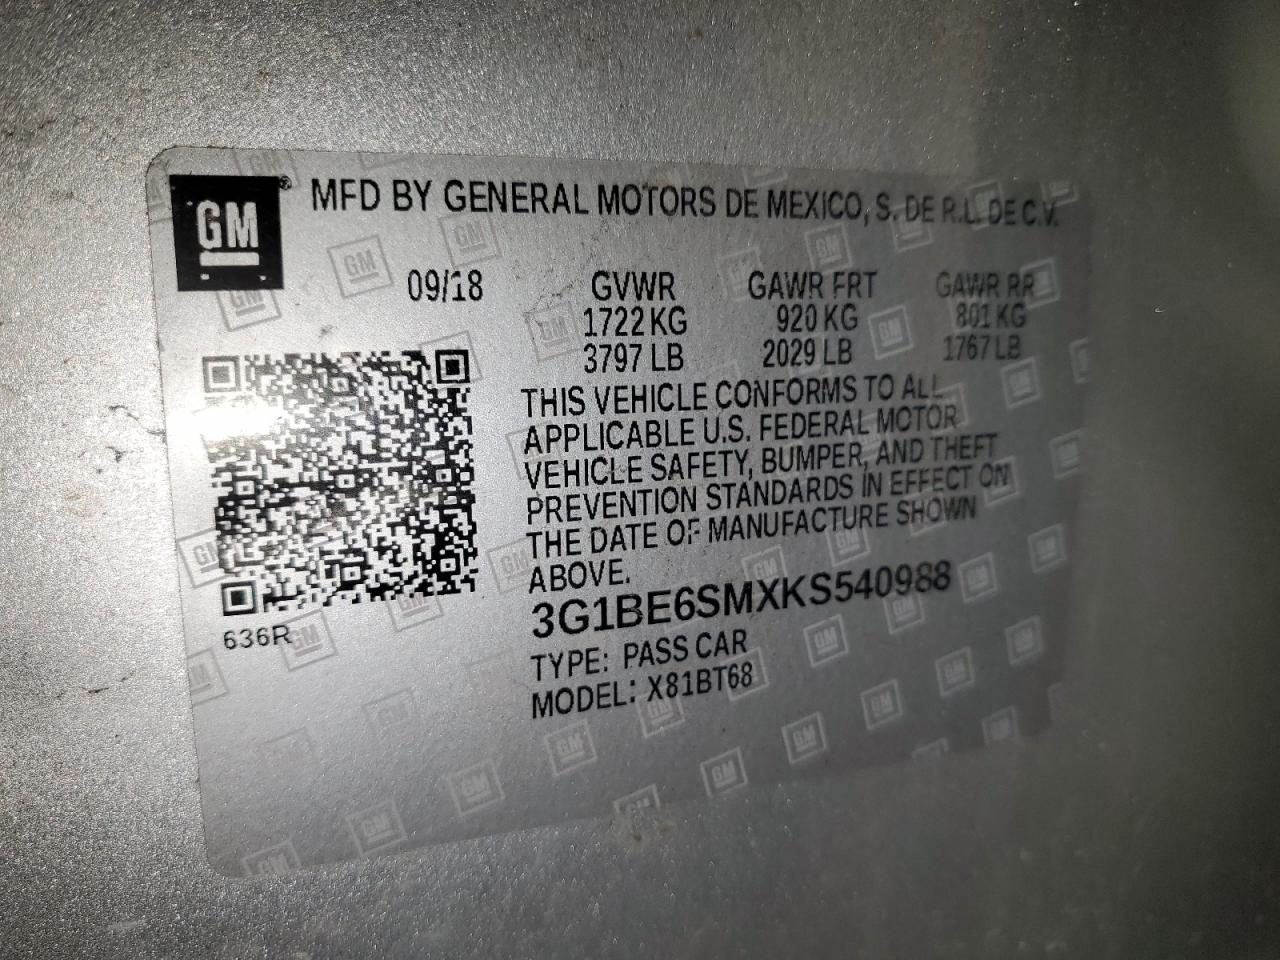 GM
MFD BY GENERAL MOTORS DE MEXICO, S. DE R.L. DE C.V.
09/18 GVWR GAWR FRT GAWR RR
1722 KG 920 KG 801 KG
3797 LB 2029 LB 1767 LB
THIS VEHICLE CONFORMS TO ALL
APPLICABLE U.S. FEDERAL MOTOR
VEHICLE SAFETY, BUMPER, AND THEFT
PREVENTION STANDARDS IN EFFECT ON
THE DATE OF MANUFACTURE SHOWN
ABOVE.
3G1BE6SMXKS540988
636R
TYPE: PASS CAR
MODEL: X81BT68